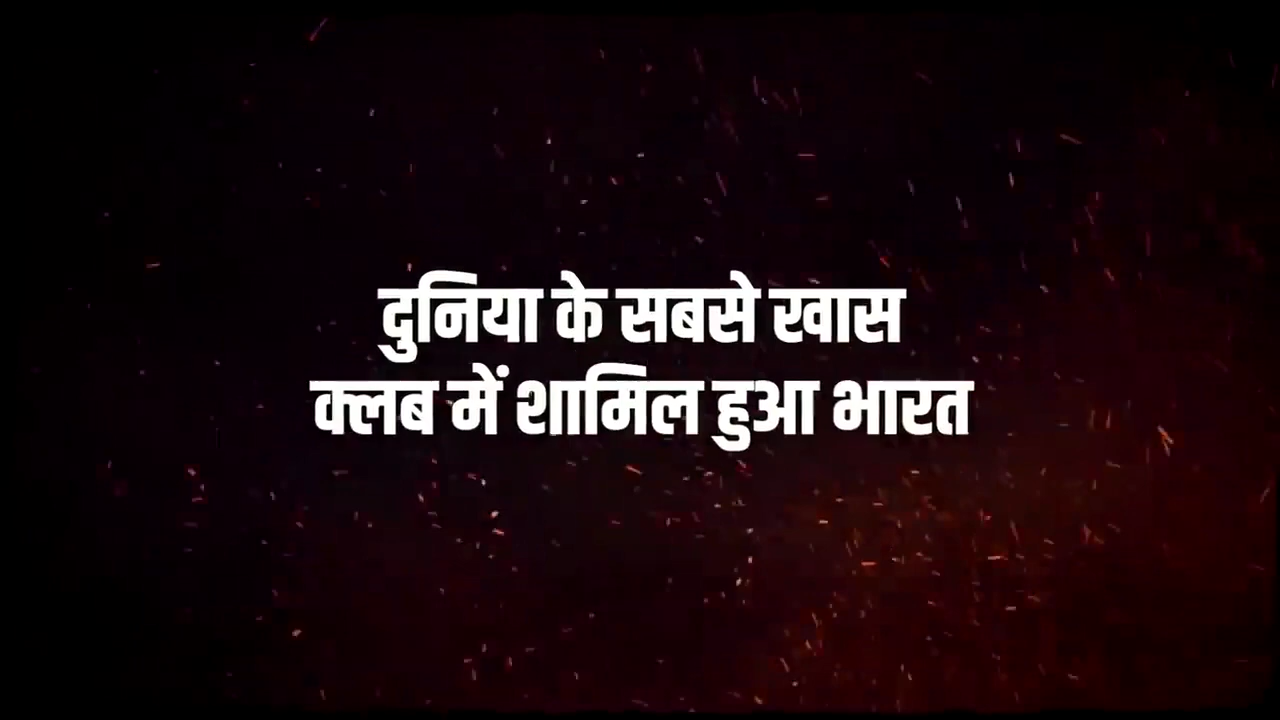 दुनिया के सबसे खास
क्लब में शामिल हुआ भारत